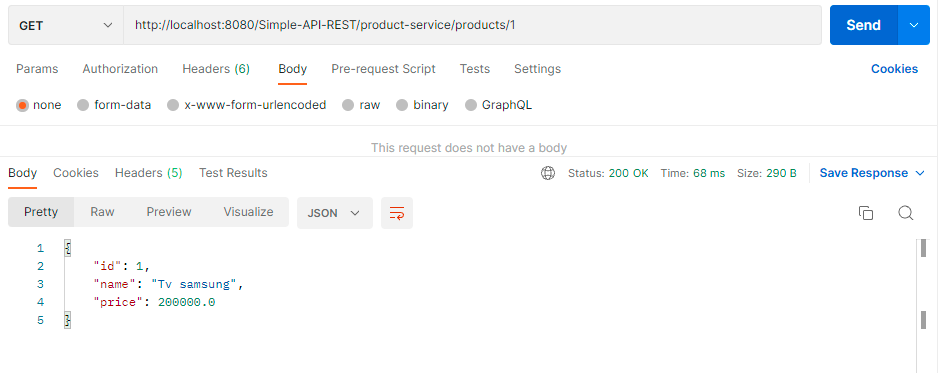 GET http://localhost:8080/Simple-API-REST/product-service/products/1 Send
Params Authorization Headers (6) Body Pre-request Script Tests Settings Cookies
none form-data x-www-form-urlencoded raw binary GraphQL
This request does not have a body
Body Cookies Headers (5) Test Results Status: 200 OK Time: 68 ms Size: 290 B Save Response
Pretty Raw Preview Visualize JSON
1 {
2 "id": 1,
3 "name": "Tv samsung",
4 "price": 200000.0
5 }